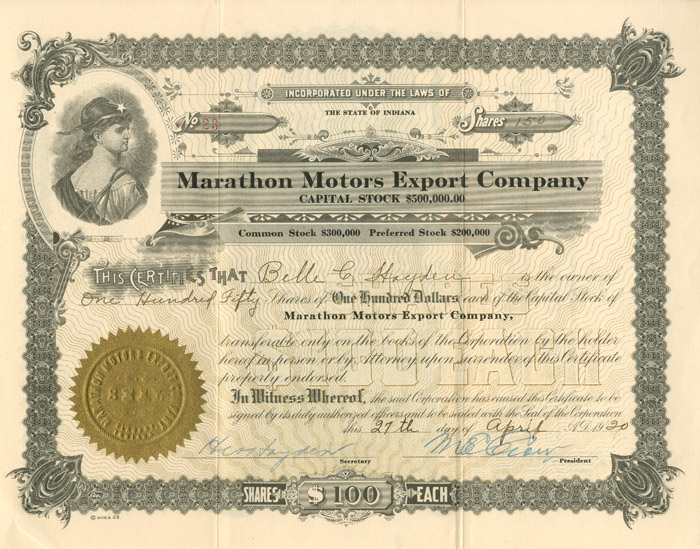 INCORPORATED UNDER THE LAWS OF
THE STATE OF INDIANA
No 23
Shares 150
Marathon Motors Export Company
CAPITAL STOCK $500,000.00
Common Stock $300,000 Preferred Stock $200,000
THIS CERTIFIES THAT Belle C. Hayden is the owner of
One Hundred Fifty Shares of One Hundred Dollars each of the Capital Stock of
Marathon Motors Export Company,
transferable only on the books of the Corporation by the holder
hereof in person or by Attorney upon surrender of this Certificate
properly endorsed.
In Witness Whereof, the said Corporation has caused this Certificate to be
signed by its duly authorized officers and to be sealed with the Seal of the Corporation
this 27th day of April A.D. 1920
MARATHON MOTORS EXPORT
SEAL
Hayden
Secretary
President
SHARES $100 EACH